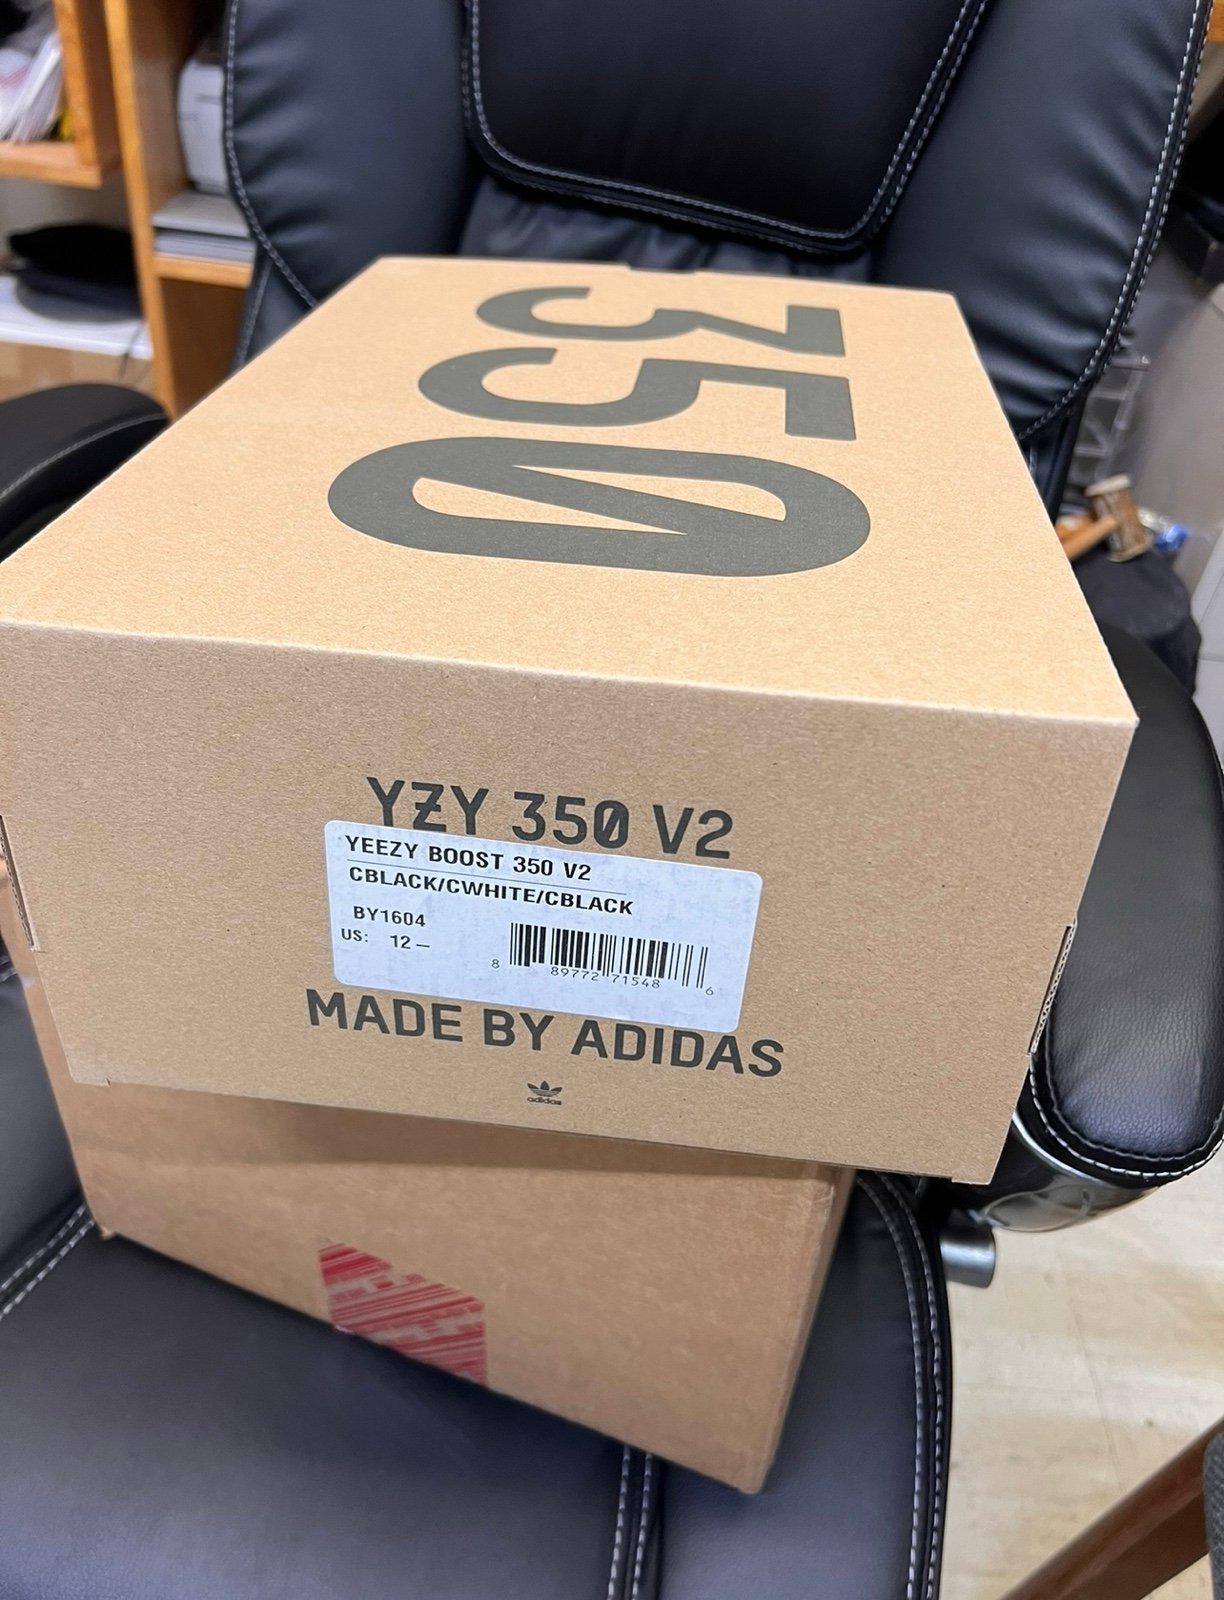 350
YZY 350 V2
YEEZY BOOST 350 V2
CBLACK/CWHITE/CBLACK
BY1604
US: 12 –
8 89772 71548 6
MADE BY ADIDAS
adidas